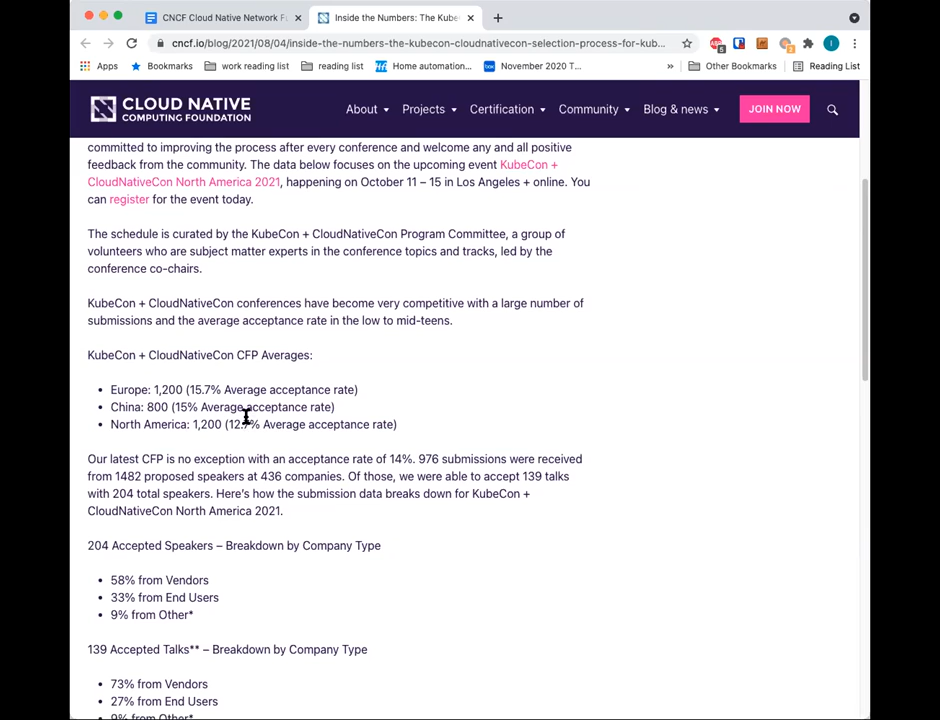 CNCF Cloud Native Network F
Inside the Numbers: The Kube
cncf.io/blog/2021/08/04/inside-the-numbers-the-kubecon-cloudnativecon-selection-process-for-kub...
5
2
I
Apps
Bookmarks
work reading list
reading list
Home automation...
box
November 2020 T...
»
Other Bookmarks
Reading List
CLOUD NATIVE
COMPUTING FOUNDATION
About
Projects
Certification
Community
Blog & news
JOIN NOW
committed to improving the process after every conference and welcome any and all positive
feedback from the community. The data below focuses on the upcoming event KubeCon +
CloudNativeCon North America 2021, happening on October 11 – 15 in Los Angeles + online. You
can register for the event today.
The schedule is curated by the KubeCon + CloudNativeCon Program Committee, a group of
volunteers who are subject matter experts in the conference topics and tracks, led by the
conference co-chairs.
KubeCon + CloudNativeCon conferences have become very competitive with a large number of
submissions and the average acceptance rate in the low to mid-teens.
KubeCon + CloudNativeCon CFP Averages:
• Europe: 1,200 (15.7% Average acceptance rate)
• China: 800 (15% Average acceptance rate)
• North America: 1,200 (12.7% Average acceptance rate)
Our latest CFP is no exception with an acceptance rate of 14%. 976 submissions were received
from 1482 proposed speakers at 436 companies. Of those, we were able to accept 139 talks
with 204 total speakers. Here's how the submission data breaks down for KubeCon +
CloudNativeCon North America 2021.
204 Accepted Speakers – Breakdown by Company Type
• 58% from Vendors
• 33% from End Users
• 9% from Other*
139 Accepted Talks** – Breakdown by Company Type
• 73% from Vendors
• 27% from End Users
• 9% from Other*